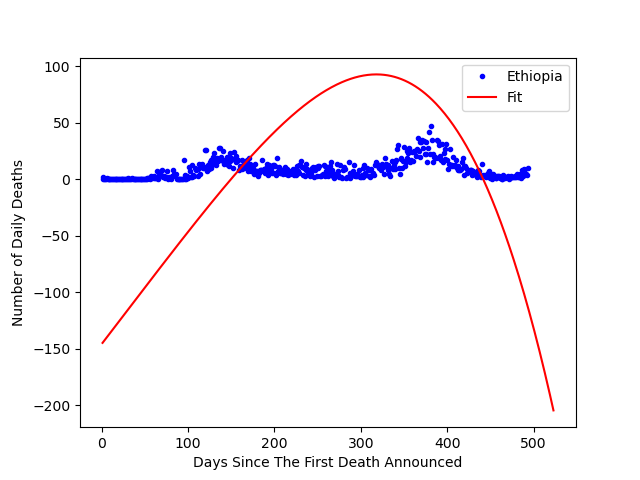 Ethiopia
Fit
100
50
0
−50
−100
−150
−200
Number of Daily Deaths
0 100 200 300 400 500
Days Since The First Death Announced